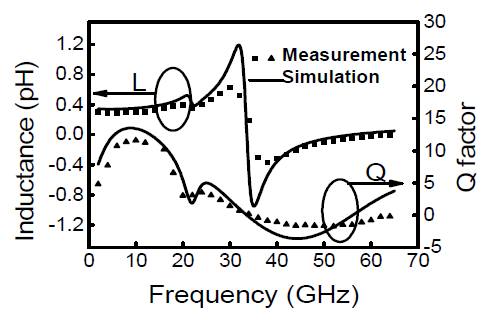 30
1.2
Measurement
25
0.8
L
Simulation
20
0.4
15
0.0
10
-0.4
Q
5
-0.8
0
-1.2
-5
0 10 20 30 40 50 60 70
Inductance (pH)
Q factor
Frequency (GHz)